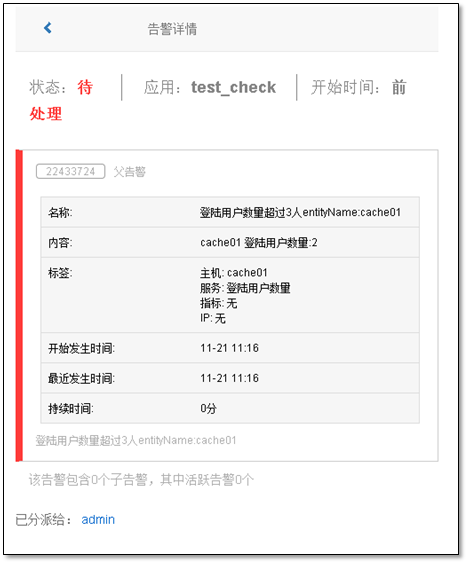 告警详情
状态：待处理
应用：test_check
开始时间：前
22433724 父告警
名称: 登陆用户数量超过3人entityName:cache01
内容: cache01 登陆用户数量:2
标签: 主机: cache01
服务: 登陆用户数量
指标: 无
IP: 无
开始发生时间: 11-21 11:16
最近发生时间: 11-21 11:16
持续时间: 0分
登陆用户数量超过3人entityName:cache01
该告警包含0个子告警，其中活跃告警0个
已分派给： admin